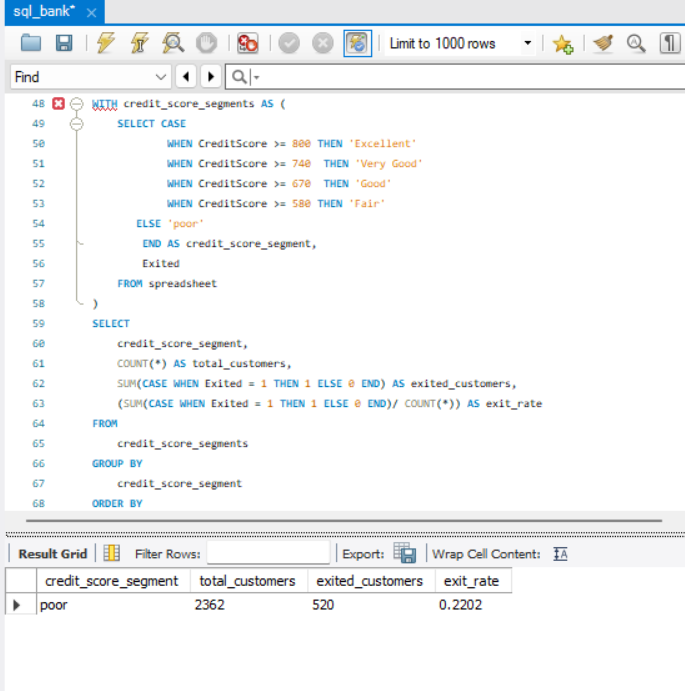 sql_bank*
Limit to 1000 rows
Find
48 WITH credit_score_segments AS (
49 SELECT CASE
50 WHEN CreditScore >= 800 THEN 'Excellent'
51 WHEN CreditScore >= 740 THEN 'Very Good'
52 WHEN CreditScore >= 670 THEN 'Good'
53 WHEN CreditScore >= 580 THEN 'Fair'
54 ELSE 'poor'
55 END AS credit_score_segment,
56 Exited
57 FROM spreadsheet
58 )
59 SELECT
60 credit_score_segment,
61 COUNT(*) AS total_customers,
62 SUM(CASE WHEN Exited = 1 THEN 1 ELSE 0 END) AS exited_customers,
63 (SUM(CASE WHEN Exited = 1 THEN 1 ELSE 0 END)/ COUNT(*)) AS exit_rate
64 FROM
65 credit_score_segments
66 GROUP BY
67 credit_score_segment
68 ORDER BY
Result Grid Filter Rows: Export: Wrap Cell Content:
credit_score_segment total_customers exited_customers exit_rate
poor 2362 520 0.2202